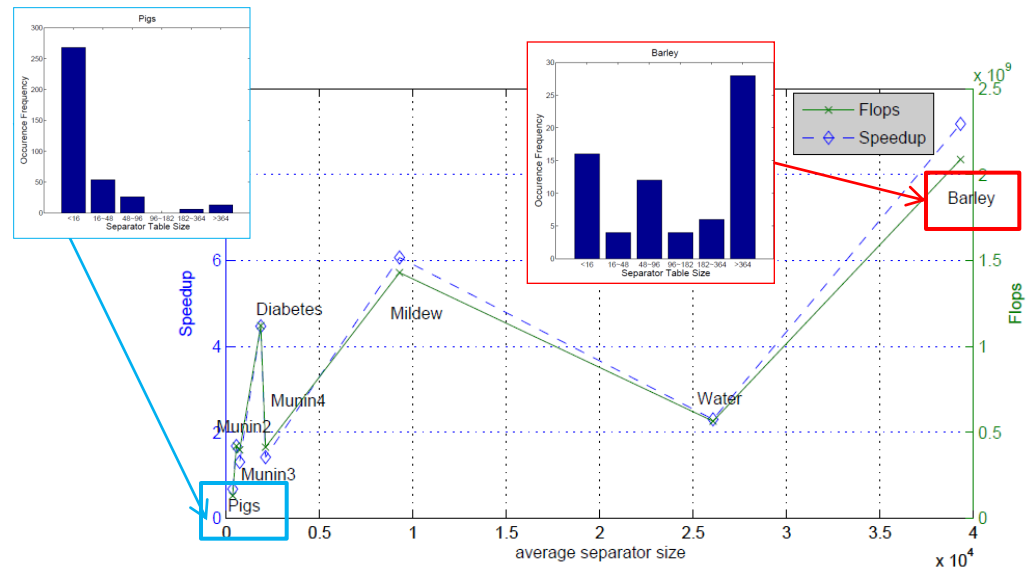 Pigs
300
250
200
150
100
50
0
Occurence Frequency
<16 16~48 48~96 96~182 182~364 >364
Separator Table Size
Barley
30
25
20
15
10
5
0
Occurence Frequency
<16 16~48 48~96 96~182 182~364 >364
Separator Table Size
x 10^9
2.5
2
1.5
1
0.5
0
Flops
Flops
Speedup
Barley
6
4
2
0
Speedup
Diabetes
Mildew
Munin4
Water
Munin2
Munin3
Pigs
0 0.5 1 1.5 2 2.5 3 3.5 4
average separator size
x 10^4